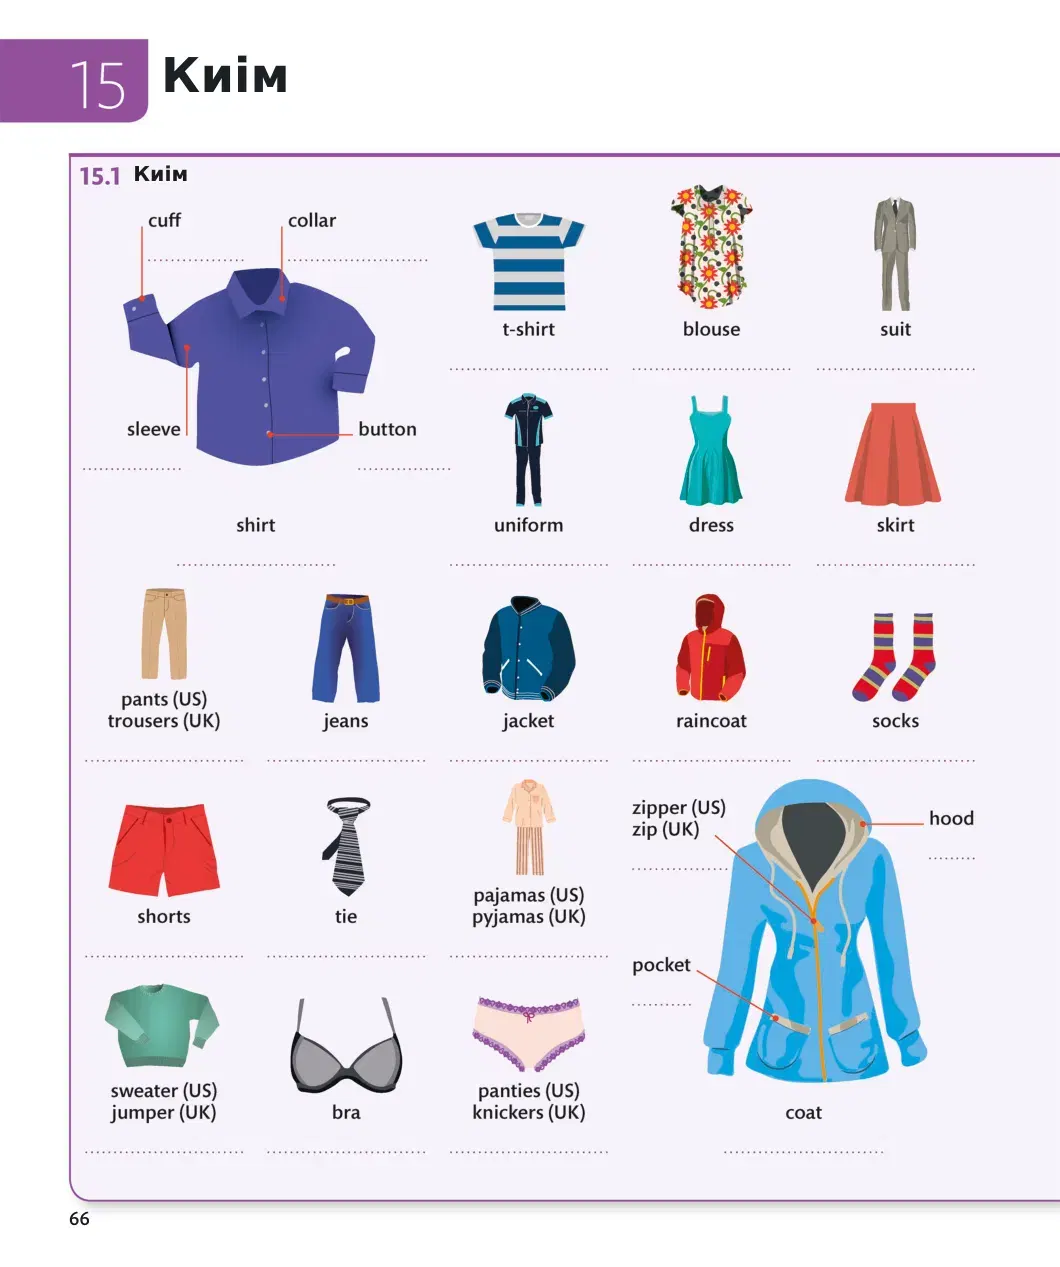 15
Киім
15.1 Киім
cuff
collar
sleeve
button
shirt
t-shirt
blouse
suit
uniform
dress
skirt
pants (US)
trousers (UK)
jeans
jacket
raincoat
socks
shorts
tie
pajamas (US)
pyjamas (UK)
zipper (US)
zip (UK)
hood
pocket
sweater (US)
jumper (UK)
bra
panties (US)
knickers (UK)
coat
66